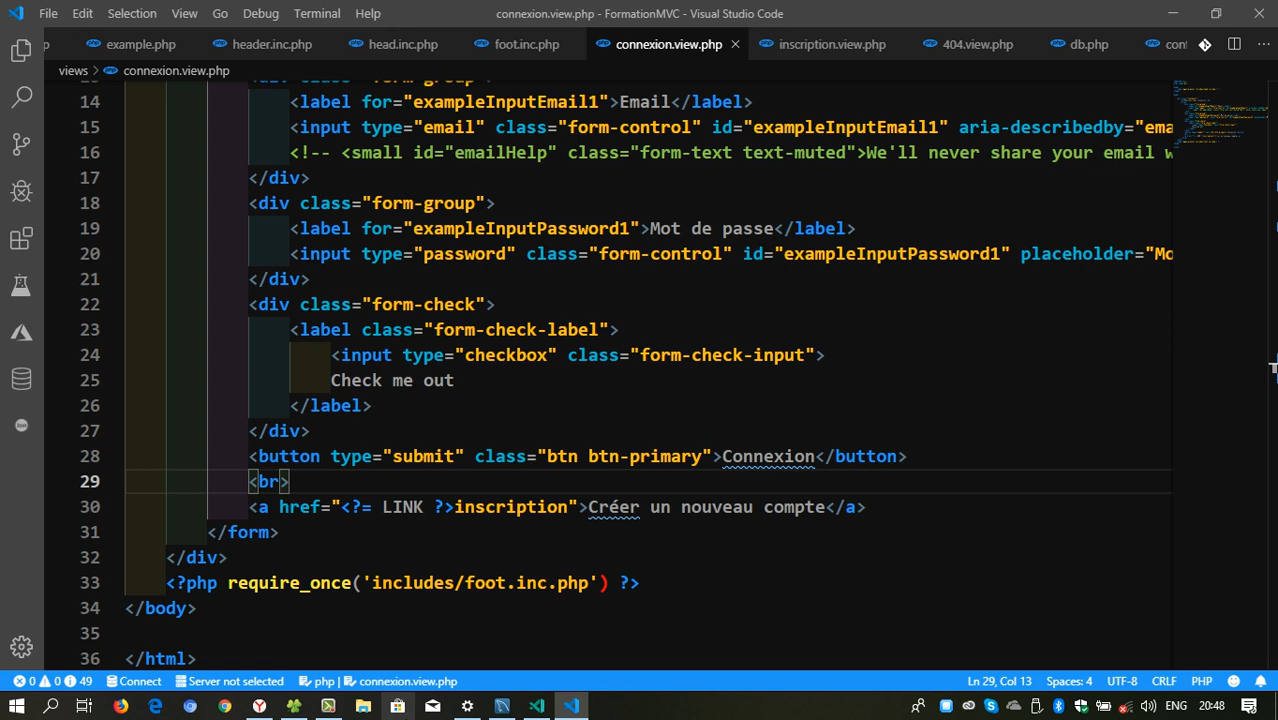 File Edit Selection View Go Debug Terminal Help connexion.view.php - FormationMVC - Visual Studio Code
example.php header.inc.php head.inc.php foot.inc.php connexion.view.php inscription.view.php 404.view.php db.php
views > connexion.view.php
14 <label for="exampleInputEmail1">Email</label>
15 <input type="email" class="form-control" id="exampleInputEmail1" aria-describedby="ema
16 <!-- <small id="emailHelp" class="form-text text-muted">We'll never share your email w
17 </div>
18 <div class="form-group">
19 <label for="exampleInputPassword1">Mot de passe</label>
20 <input type="password" class="form-control" id="exampleInputPassword1" placeholder="Mo
21 </div>
22 <div class="form-check">
23 <label class="form-check-label">
24 <input type="checkbox" class="form-check-input">
25 Check me out
26 </label>
27 </div>
28 <button type="submit" class="btn btn-primary">Connexion</button>
29 <br>
30 <a href="<?= LINK ?>inscription">Créer un nouveau compte</a>
31 </form>
32 </div>
33 <?php require_once('includes/foot.inc.php') ?>
34 </body>
35
36 </html>
0 0 49 Connect Server not selected php | connexion.view.php Ln 29, Col 13 Spaces: 4 UTF-8 CRLF PHP
ENG 20:48